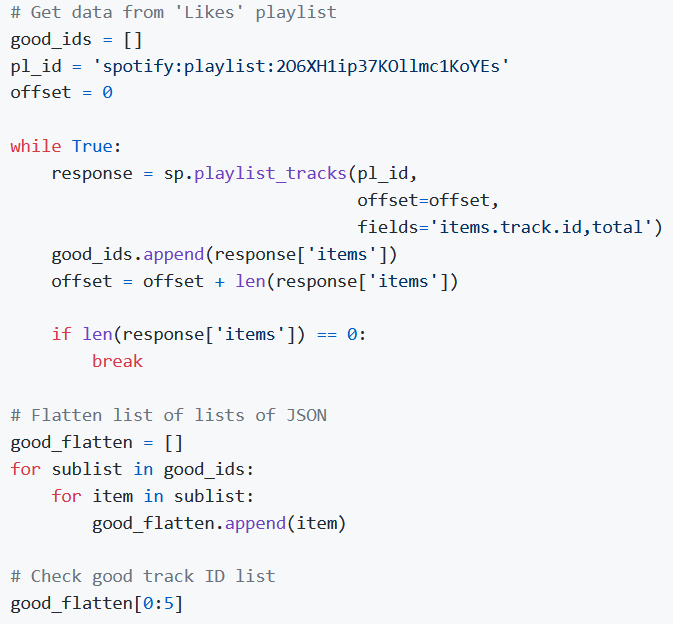 # Get data from 'Likes' playlist
good_ids = []
pl_id = 'spotify:playlist:2O6XH1ip37KOllmc1KoYEs'
offset = 0

while True:
    response = sp.playlist_tracks(pl_id,
                                  offset=offset,
                                  fields='items.track.id,total')
    good_ids.append(response['items'])
    offset = offset + len(response['items'])

    if len(response['items']) == 0:
        break

# Flatten list of lists of JSON
good_flatten = []
for sublist in good_ids:
    for item in sublist:
        good_flatten.append(item)

# Check good track ID list
good_flatten[0:5]